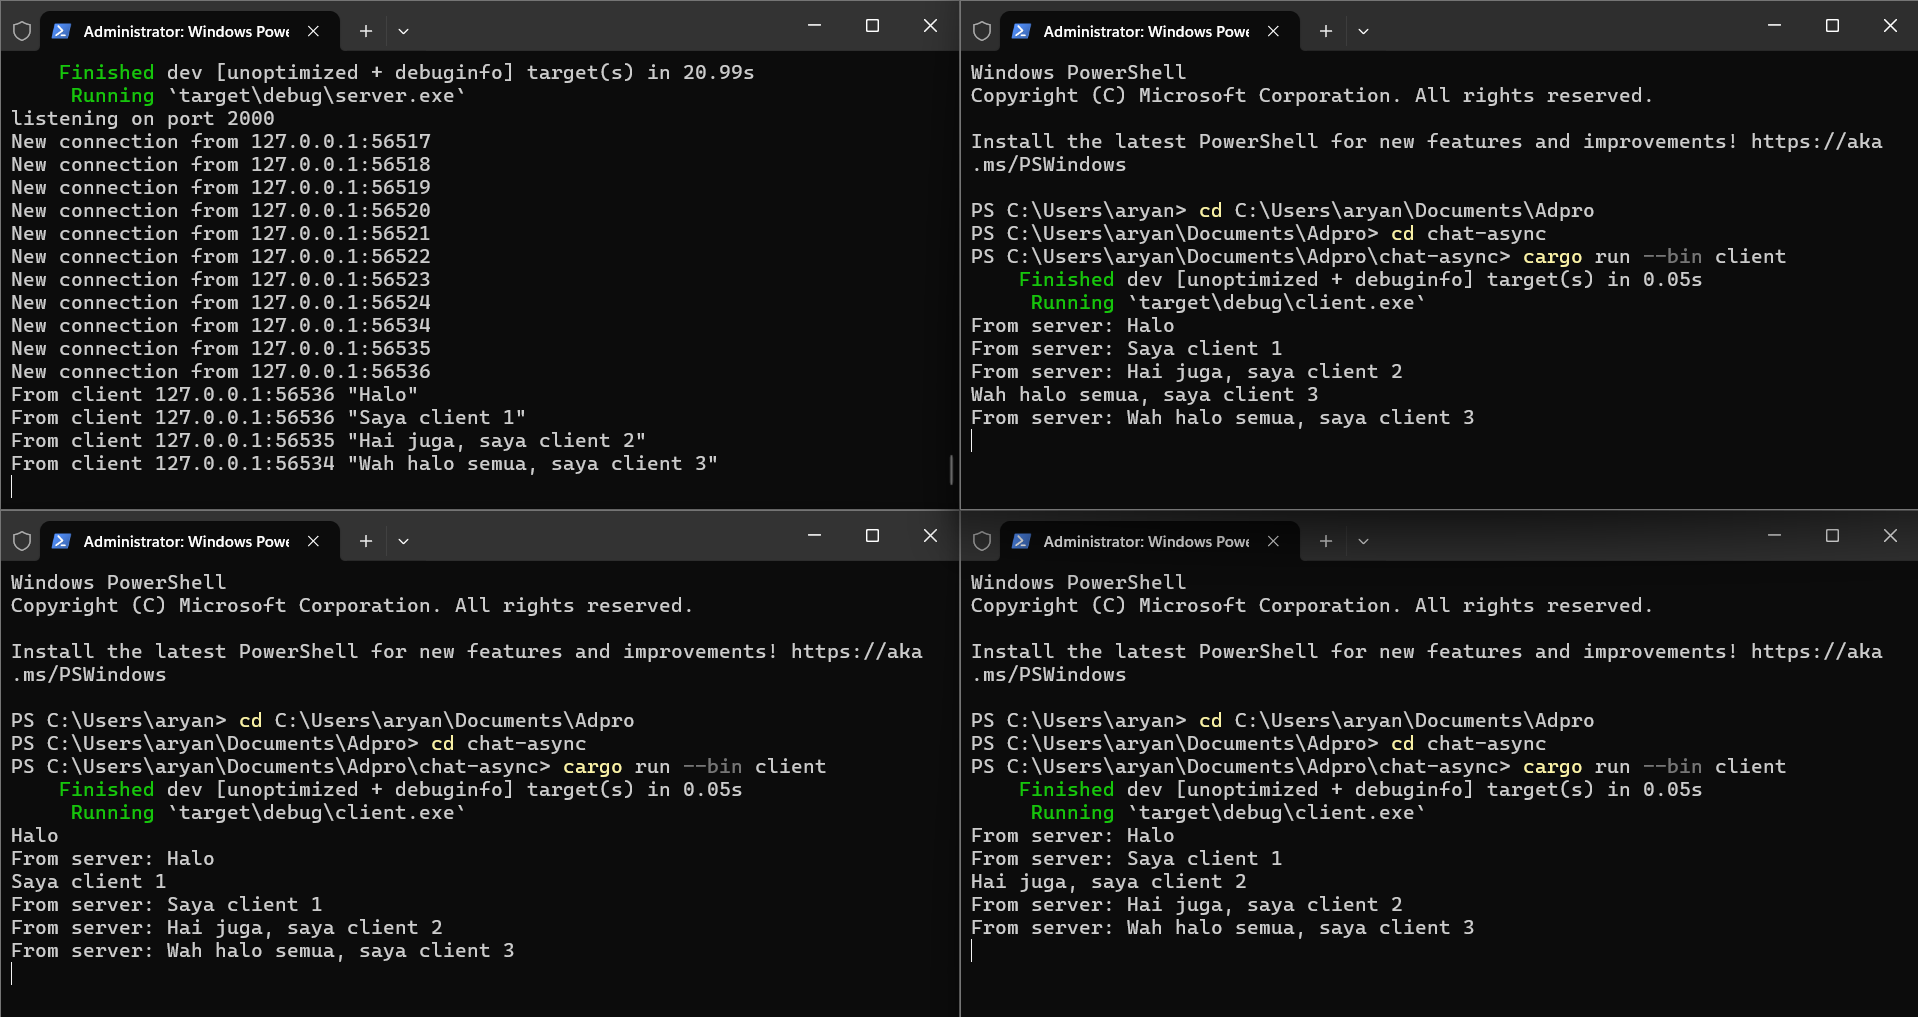 Administrator: Windows Powe
Finished dev [unoptimized + debuginfo] target(s) in 20.99s
Running `target\debug\server.exe`
listening on port 2000
New connection from 127.0.0.1:56517
New connection from 127.0.0.1:56518
New connection from 127.0.0.1:56519
New connection from 127.0.0.1:56520
New connection from 127.0.0.1:56521
New connection from 127.0.0.1:56522
New connection from 127.0.0.1:56523
New connection from 127.0.0.1:56524
New connection from 127.0.0.1:56534
New connection from 127.0.0.1:56535
New connection from 127.0.0.1:56536
From client 127.0.0.1:56536 "Halo"
From client 127.0.0.1:56536 "Saya client 1"
From client 127.0.0.1:56535 "Hai juga, saya client 2"
From client 127.0.0.1:56534 "Wah halo semua, saya client 3"
Administrator: Windows Powe
Windows PowerShell
Copyright (C) Microsoft Corporation. All rights reserved.
Install the latest PowerShell for new features and improvements! https://aka
.ms/PSWindows
PS C:\Users\aryan> cd C:\Users\aryan\Documents\Adpro
PS C:\Users\aryan\Documents\Adpro> cd chat-async
PS C:\Users\aryan\Documents\Adpro\chat-async> cargo run --bin client
Finished dev [unoptimized + debuginfo] target(s) in 0.05s
Running `target\debug\client.exe`
From server: Halo
From server: Saya client 1
From server: Hai juga, saya client 2
Wah halo semua, saya client 3
From server: Wah halo semua, saya client 3
Administrator: Windows Powe
Windows PowerShell
Copyright (C) Microsoft Corporation. All rights reserved.
Install the latest PowerShell for new features and improvements! https://aka
.ms/PSWindows
PS C:\Users\aryan> cd C:\Users\aryan\Documents\Adpro
PS C:\Users\aryan\Documents\Adpro> cd chat-async
PS C:\Users\aryan\Documents\Adpro\chat-async> cargo run --bin client
Finished dev [unoptimized + debuginfo] target(s) in 0.05s
Running `target\debug\client.exe`
Halo
From server: Halo
Saya client 1
From server: Saya client 1
From server: Hai juga, saya client 2
From server: Wah halo semua, saya client 3
Administrator: Windows Powe
Windows PowerShell
Copyright (C) Microsoft Corporation. All rights reserved.
Install the latest PowerShell for new features and improvements! https://aka
.ms/PSWindows
PS C:\Users\aryan> cd C:\Users\aryan\Documents\Adpro
PS C:\Users\aryan\Documents\Adpro> cd chat-async
PS C:\Users\aryan\Documents\Adpro\chat-async> cargo run --bin client
Finished dev [unoptimized + debuginfo] target(s) in 0.05s
Running `target\debug\client.exe`
From server: Halo
From server: Saya client 1
Hai juga, saya client 2
From server: Hai juga, saya client 2
From server: Wah halo semua, saya client 3